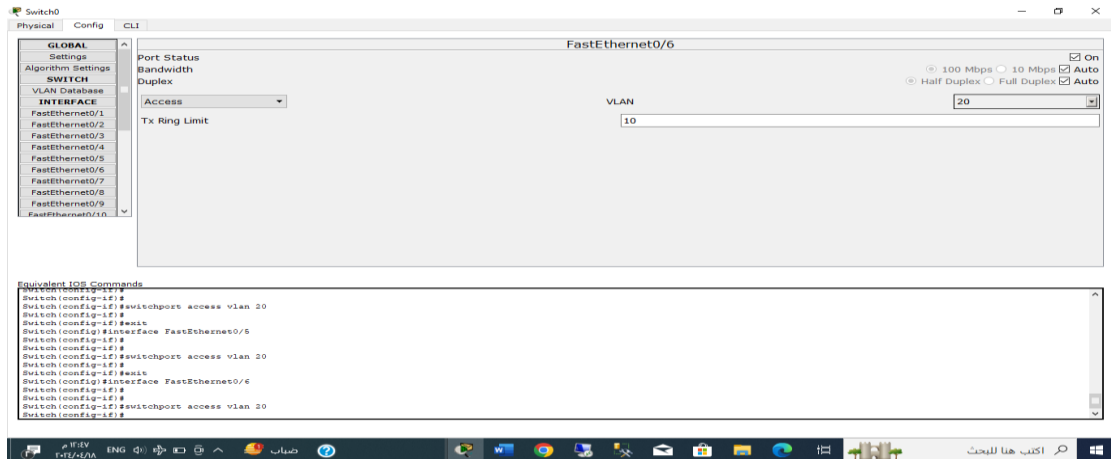 Switch0
Physical Config CLI
GLOBAL
Settings
Algorithm Settings
SWITCH
VLAN Database
INTERFACE
FastEthernet0/1
FastEthernet0/2
FastEthernet0/3
FastEthernet0/4
FastEthernet0/5
FastEthernet0/6
FastEthernet0/7
FastEthernet0/8
FastEthernet0/9
FastEthernet0/10
FastEthernet0/6
Port Status On
Bandwidth 100 Mbps 10 Mbps Auto
Duplex Half Duplex Full Duplex Auto
Access VLAN 20
Tx Ring Limit 10
Equivalent IOS Commands
Switch(config-if)#
Switch(config-if)#
Switch(config-if)#switchport access vlan 20
Switch(config-if)#
Switch(config-if)#exit
Switch(config)#interface FastEthernet0/5
Switch(config-if)#
Switch(config-if)#
Switch(config-if)#switchport access vlan 20
Switch(config-if)#
Switch(config-if)#exit
Switch(config)#interface FastEthernet0/6
Switch(config-if)#
Switch(config-if)#
Switch(config-if)#switchport access vlan 20
Switch(config-if)#
١٢:٤٧ م
٢٠٢٤/٠٤/١٨
ENG
ضباب
اكتب هنا للبحث